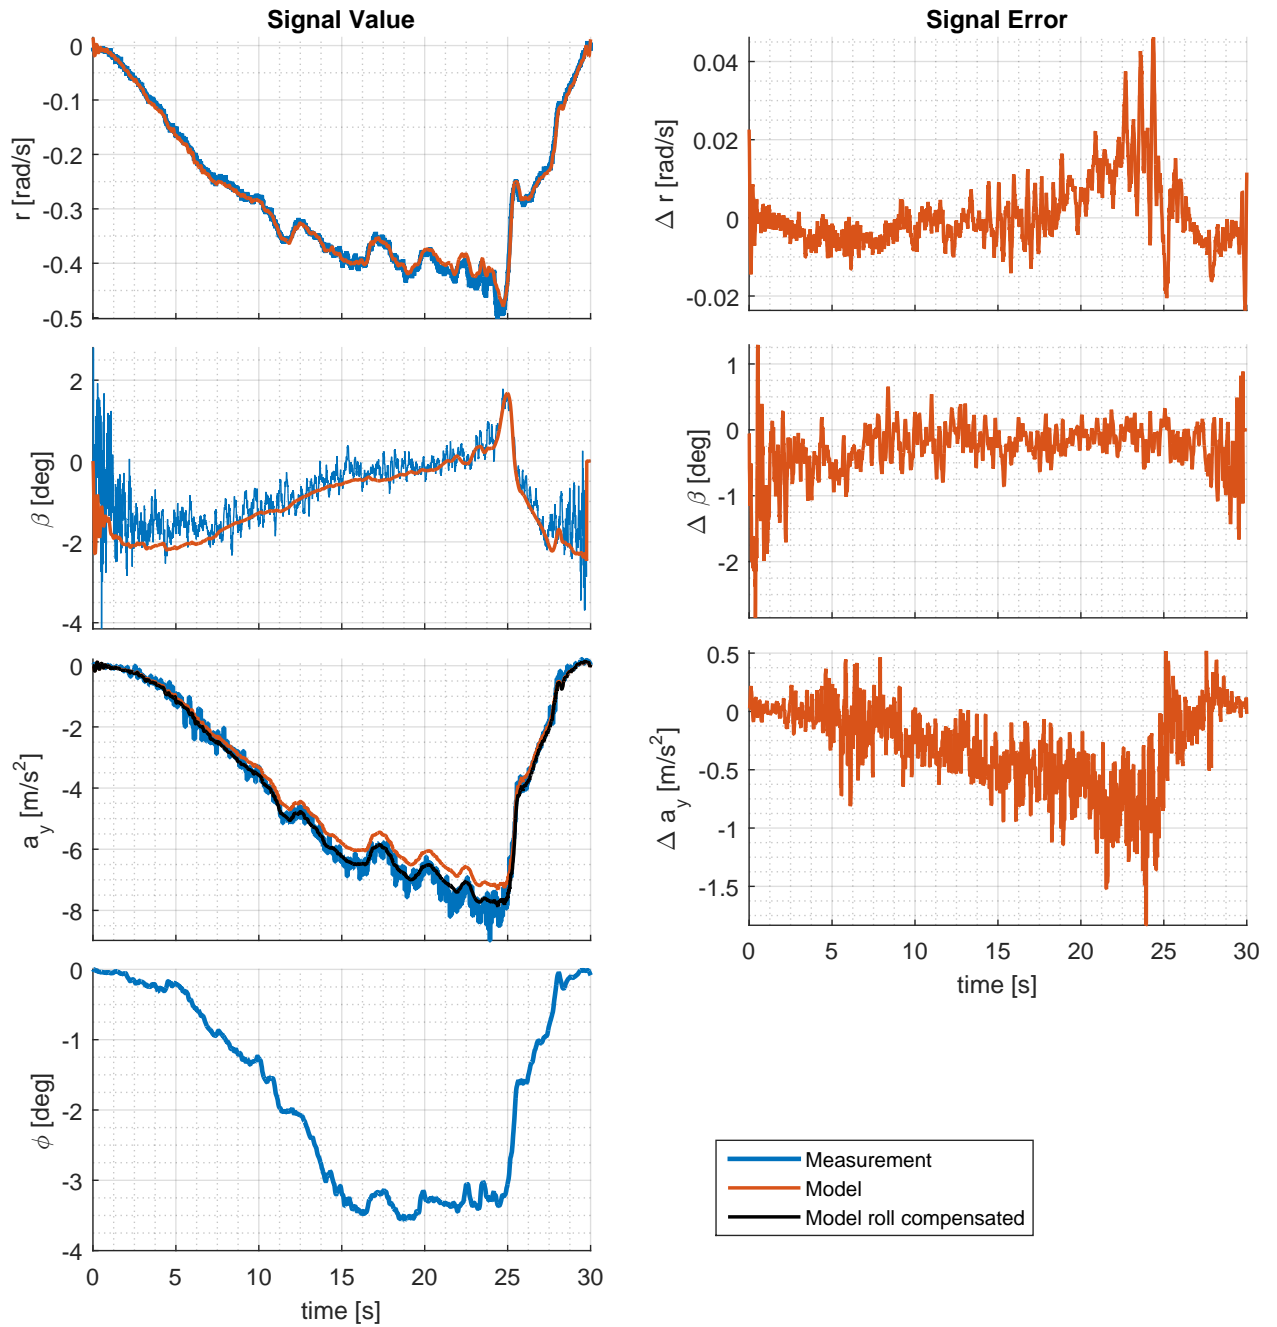 Signal Value
0
-0.1
-0.2
-0.3
-0.4
-0.5
r [rad/s]
Signal Error
0.04
0.02
0
-0.02
Δ r [rad/s]
2
0
-2
-4
β [deg]
1
0
-1
-2
Δ β [deg]
0
-2
-4
-6
-8
a_y [m/s²]
0.5
0
-0.5
-1
-1.5
Δ a_y [m/s²]
0 5 10 15 20 25 30
time [s]
0
-1
-2
-3
-4
ϕ [deg]
0 5 10 15 20 25 30
time [s]
Measurement
Model
Model roll compensated